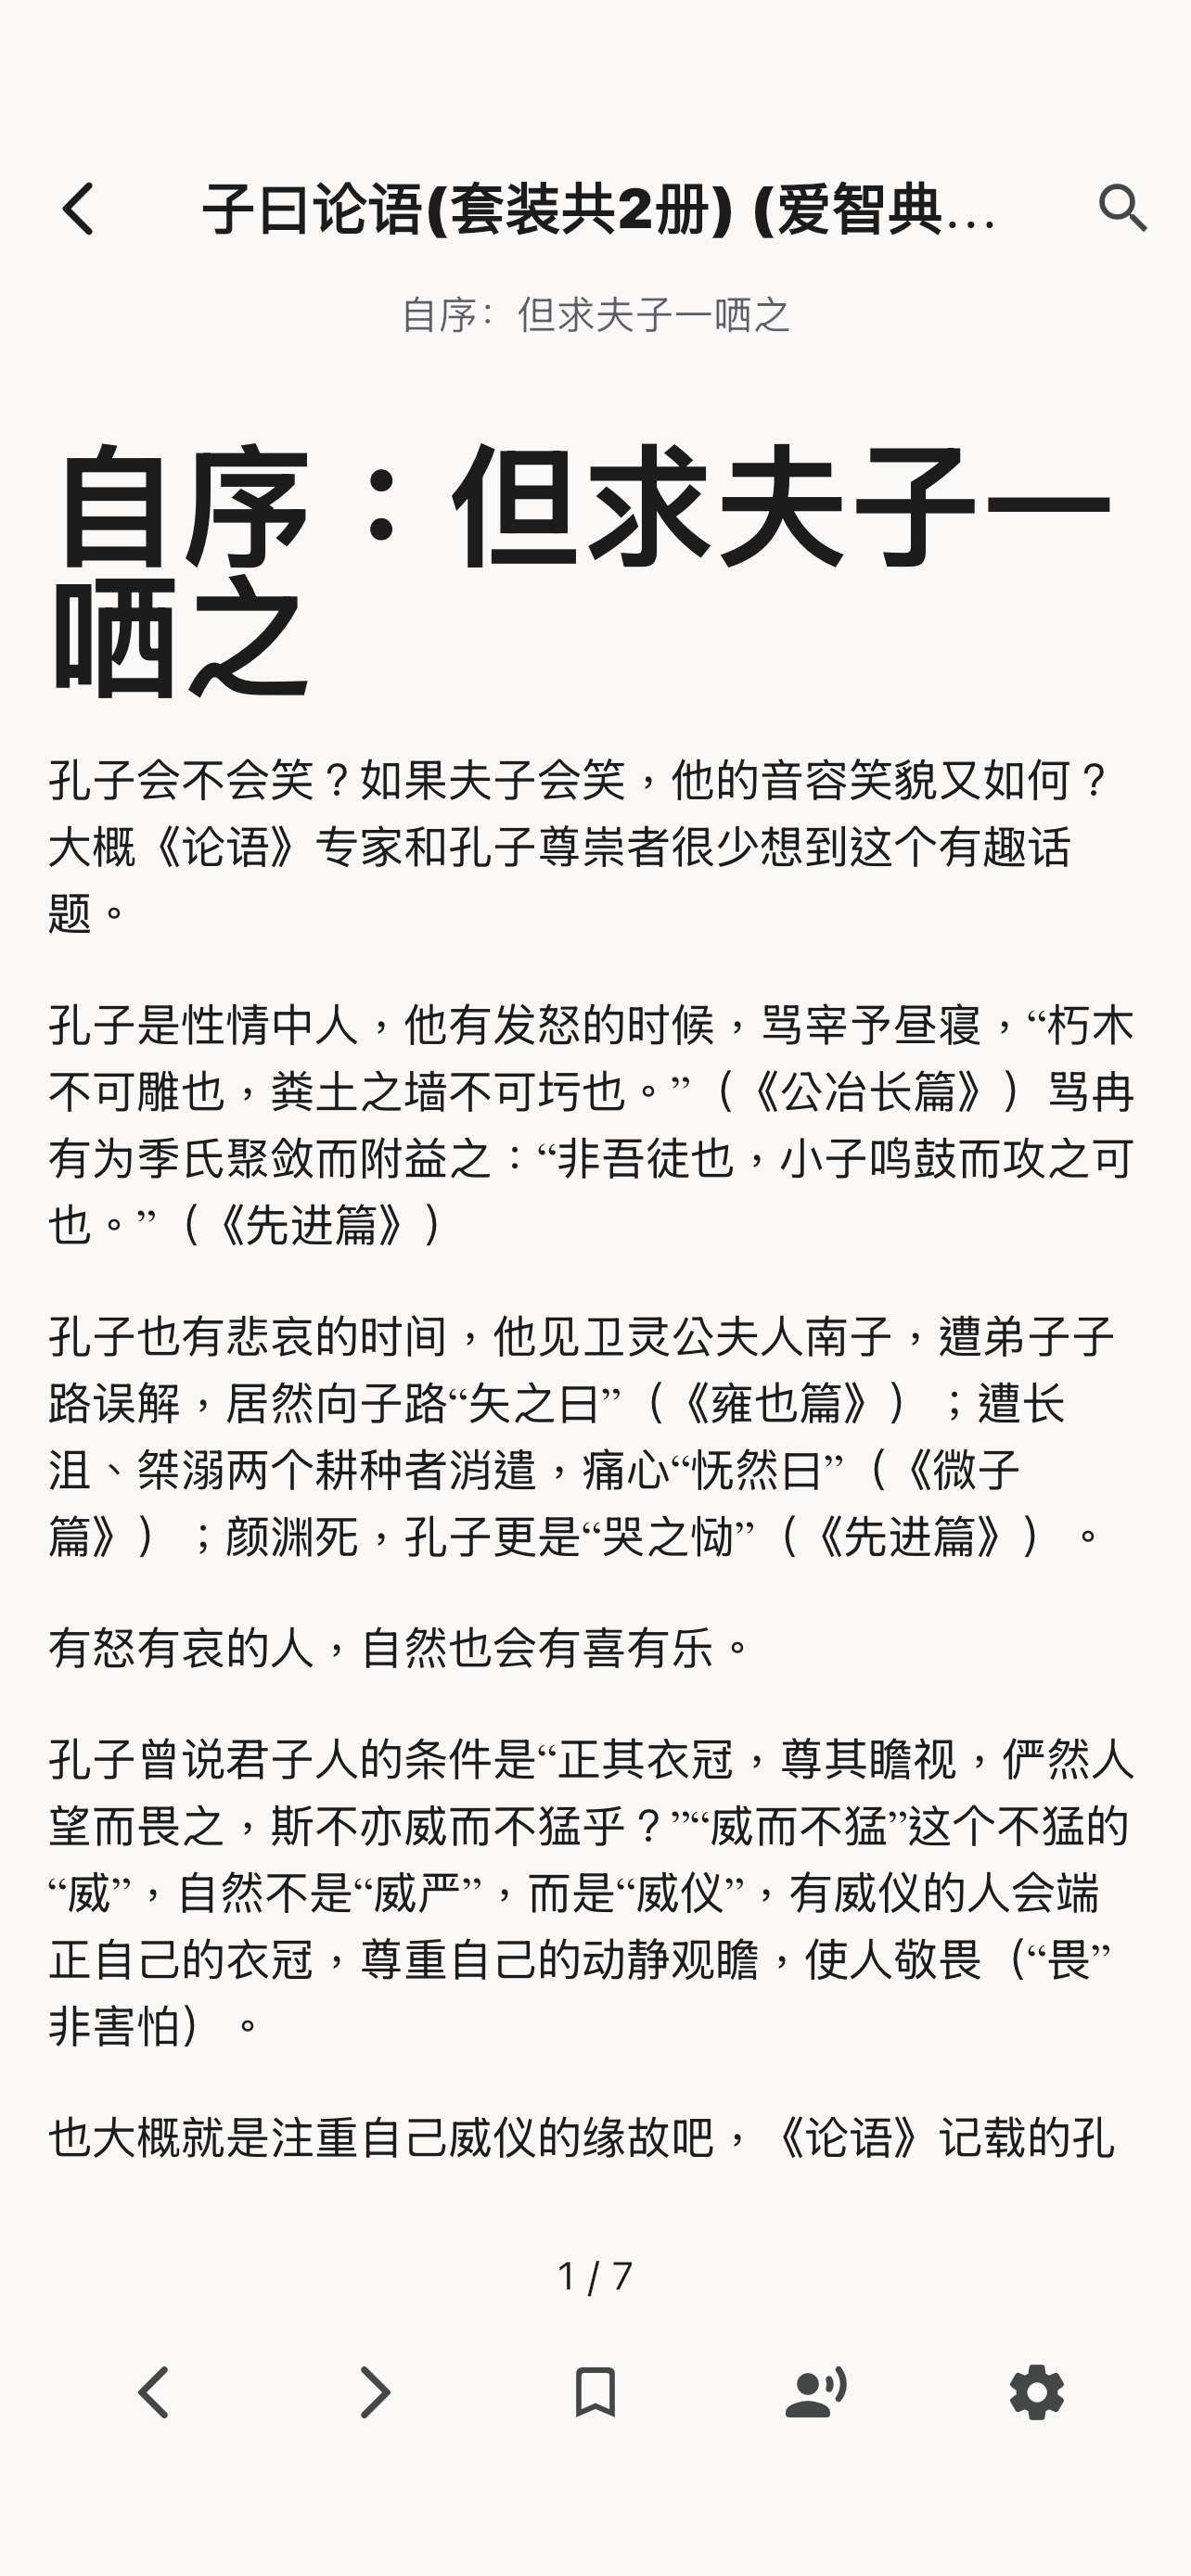 子曰论语(套装共2册) (爱智典...
自序：但求夫子一哂之
自序：但求夫子一
哂之
孔子会不会笑？如果夫子会笑，他的音容笑貌又如何？
大概《论语》专家和孔子尊崇者很少想到这个有趣话
题。
孔子是性情中人，他有发怒的时候，骂宰予昼寝，“朽木
不可雕也，粪土之墙不可圬也。”（《公冶长篇》）骂冉
有为季氏聚敛而附益之：“非吾徒也，小子鸣鼓而攻之可
也。”（《先进篇》）
孔子也有悲哀的时间，他见卫灵公夫人南子，遭弟子子
路误解，居然向子路“矢之曰”（《雍也篇》）；遭长
沮、桀溺两个耕种者消遣，痛心“怃然曰”（《微子
篇》）；颜渊死，孔子更是“哭之恸”（《先进篇》）。
有怒有哀的人，自然也会有喜有乐。
孔子曾说君子人的条件是“正其衣冠，尊其瞻视，俨然人
望而畏之，斯不亦威而不猛乎？”“威而不猛”这个不猛的
“威”，自然不是“威严”，而是“威仪”，有威仪的人会端
正自己的衣冠，尊重自己的动静观瞻，使人敬畏（“畏”
非害怕）。
也大概就是注重自己威仪的缘故吧，《论语》记载的孔
1 / 7